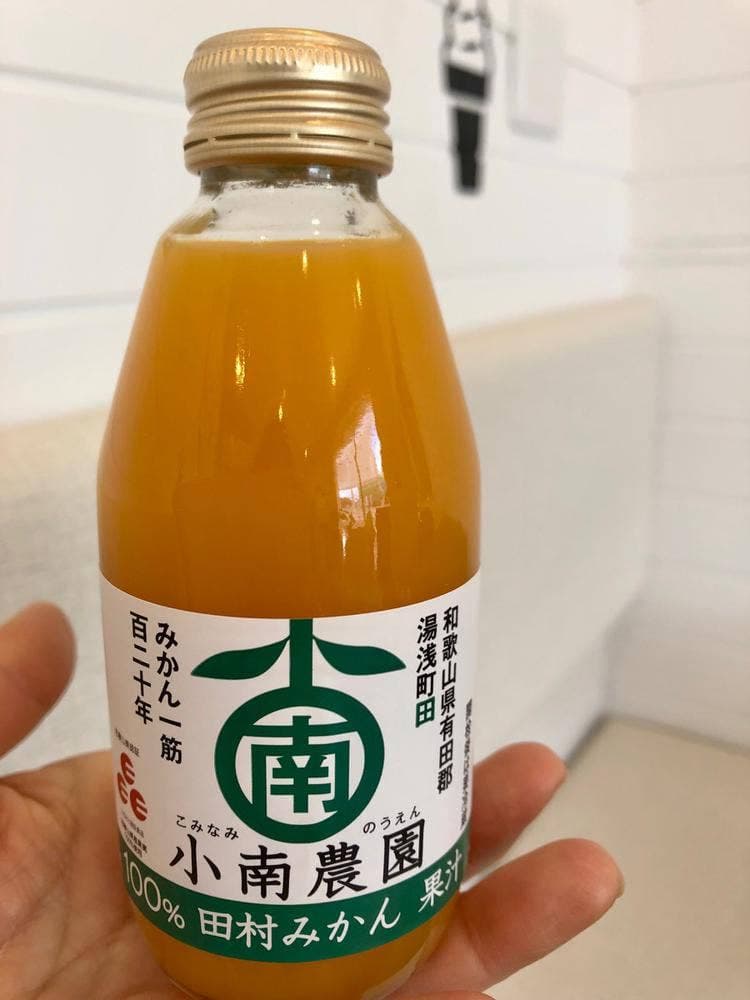 和歌山県有田郡
湯浅町田
みかん一筋
百二十年
南
こみなみ のうえん
小南農園
100% 田村みかん 果汁